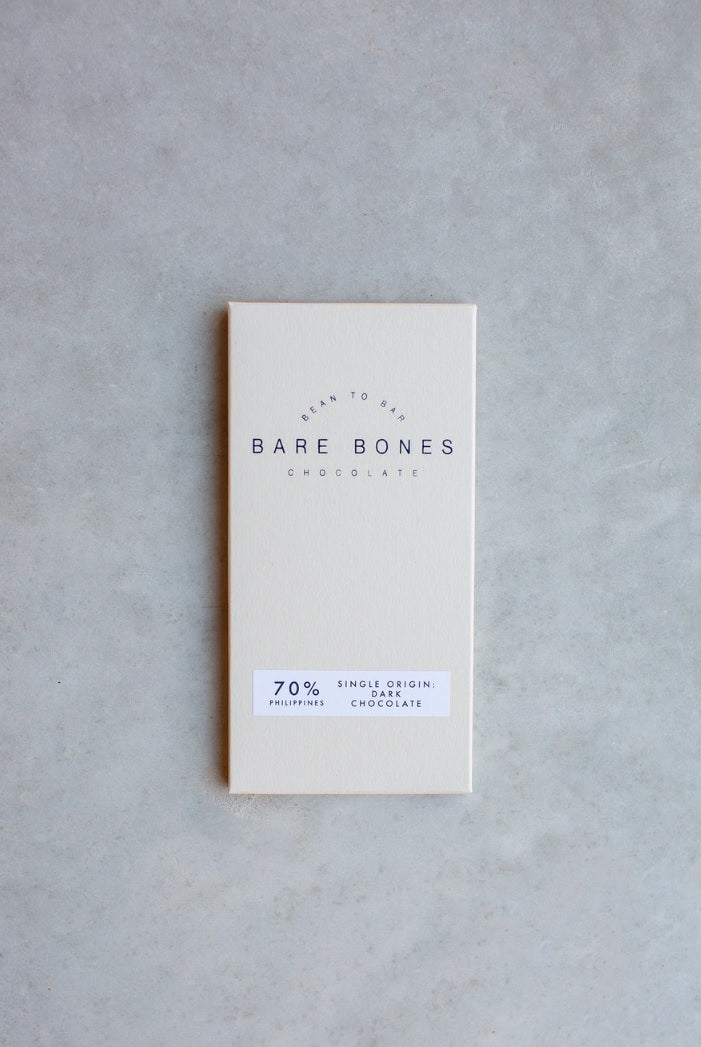 BEAN TO BAR
BARE BONES
CHOCOLATE
70%
PHILIPPINES
SINGLE ORIGIN:
DARK
CHOCOLATE